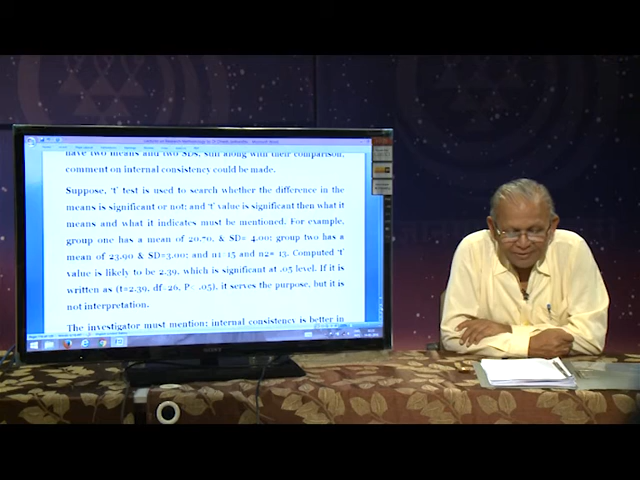 have two means and two SDs, still along with their comparison,
comment on internal consistency could be made.
Suppose, 't' test is used to search whether the difference in the
means is significant or not; and 't' value is significant then what it
means and what it indicates must be mentioned. For example,
group one has a mean of 20.70, & SD= 4.00; group two has a
mean of 23.90 & SD=3.00; and n1=15 and n2= 13. Computed 't'
value is likely to be 2.39, which is significant at .05 level. If it is
written as (t=2.39, df=26, P< .05), it serves the purpose, but it is
not interpretation.
The investigator must mention; internal consistency is better in
SONY